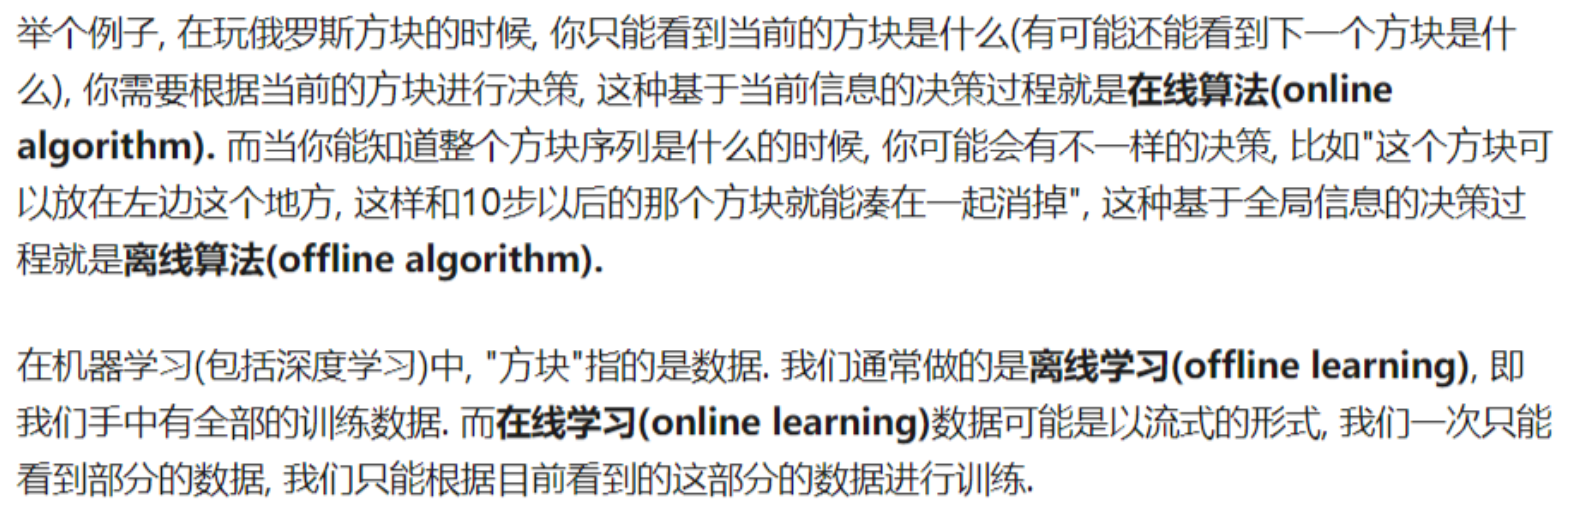 举个例子, 在玩俄罗斯方块的时候, 你只能看到当前的方块是什么(有可能还能看到下一个方块是什
么), 你需要根据当前的方块进行决策, 这种基于当前信息的决策过程就是在线算法(online
algorithm). 而当你能知道整个方块序列是什么的时候, 你可能会有不一样的决策, 比如"这个方块可
以放在左边这个地方, 这样和10步以后的那个方块就能凑在一起消掉", 这种基于全局信息的决策过
程就是离线算法(offline algorithm).
在机器学习(包括深度学习)中, "方块"指的是数据. 我们通常做的是离线学习(offline learning), 即
我们手中有全部的训练数据. 而在线学习(online learning)数据可能是以流式的形式, 我们一次只能
看到部分的数据, 我们只能根据目前看到的这部分的数据进行训练.